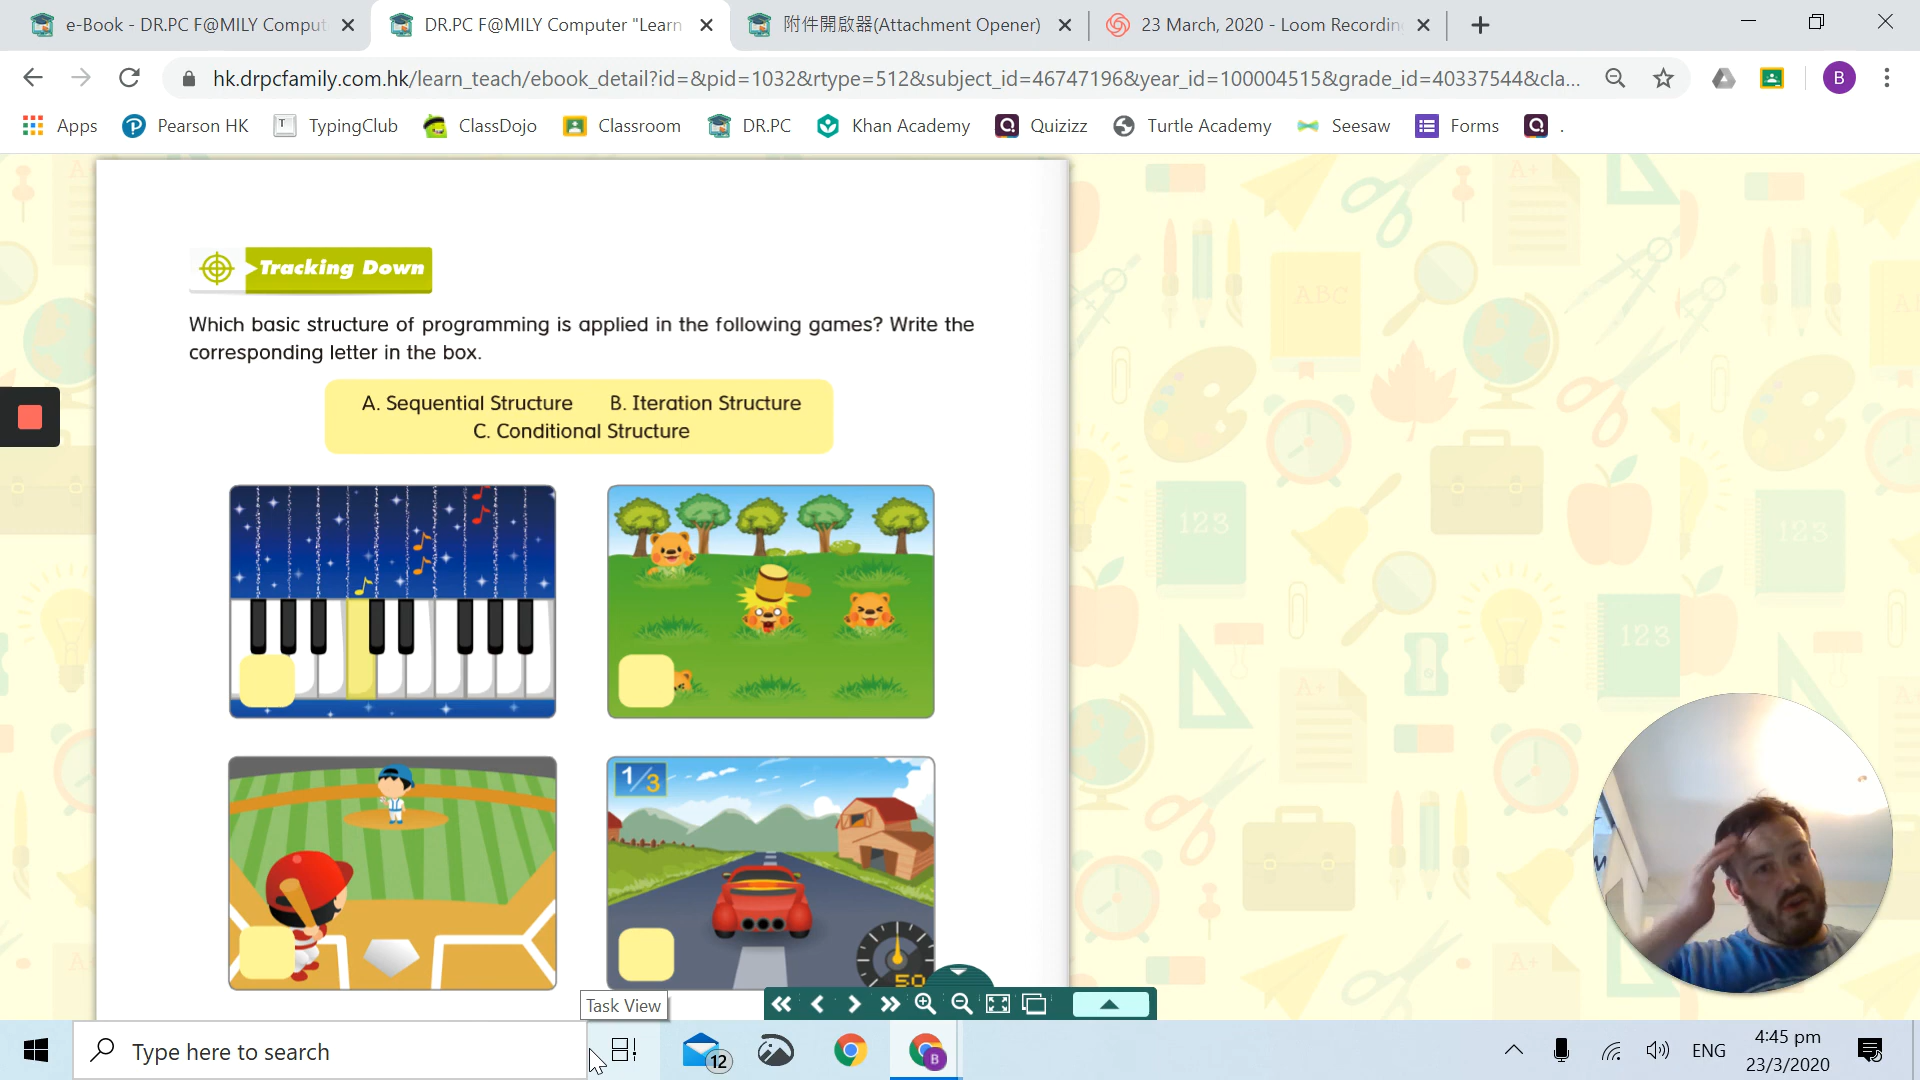 e-Book - DR.PC F@MILY Comput
DR.PC F@MILY Computer "Learn
附件開啟器(Attachment Opener)
23 March, 2020 - Loom Recording
hk.drpcfamily.com.hk/learn_teach/ebook_detail?id=&pid=1032&rtype=512&subject_id=46747196&year_id=100004515&grade_id=40337544&cla...
B
Apps
Pearson HK
TypingClub
ClassDojo
Classroom
DR.PC
Khan Academy
Quizizz
Turtle Academy
Seesaw
Forms
.
Tracking Down
Which basic structure of programming is applied in the following games? Write the
corresponding letter in the box.
A. Sequential Structure B. Iteration Structure
C. Conditional Structure
1/3
50
Task View
Type here to search
12
B
ENG
4:45 pm
23/3/2020